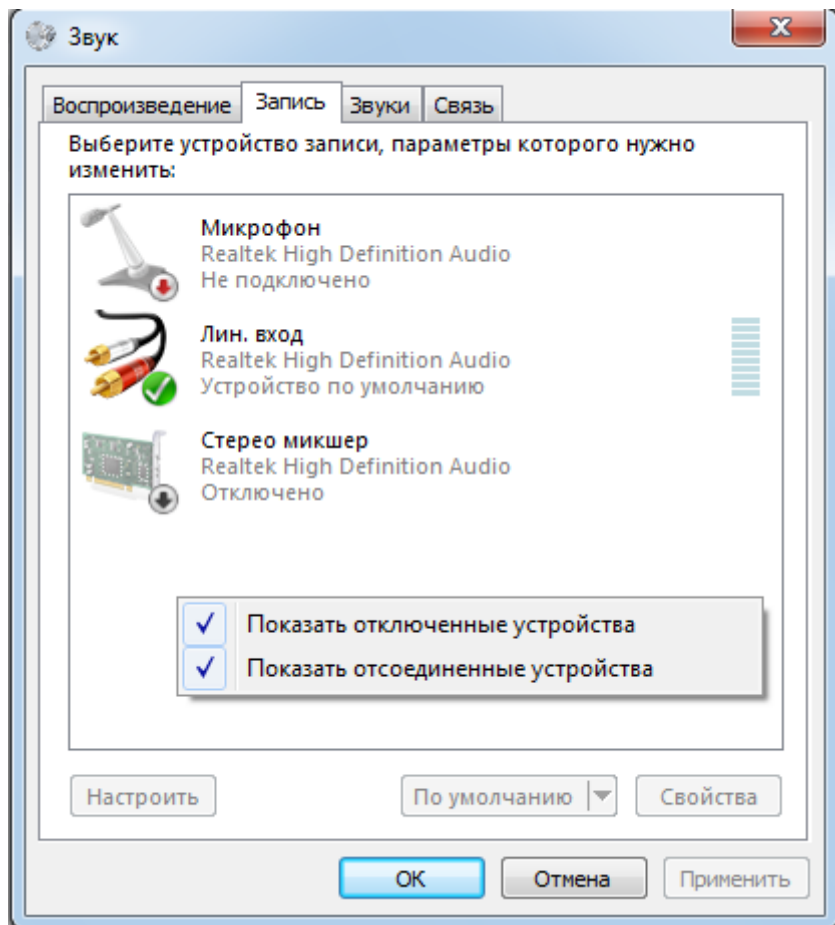 Звук
Воспроизведение Запись Звуки Связь
Выберите устройство записи, параметры которого нужно
изменить:
Микрофон
Realtek High Definition Audio
Не подключено
Лин. вход
Realtek High Definition Audio
Устройство по умолчанию
Стерео микшер
Realtek High Definition Audio
Отключено
Показать отключенные устройства
Показать отсоединенные устройства
Настроить По умолчанию Свойства
ОК Отмена Применить